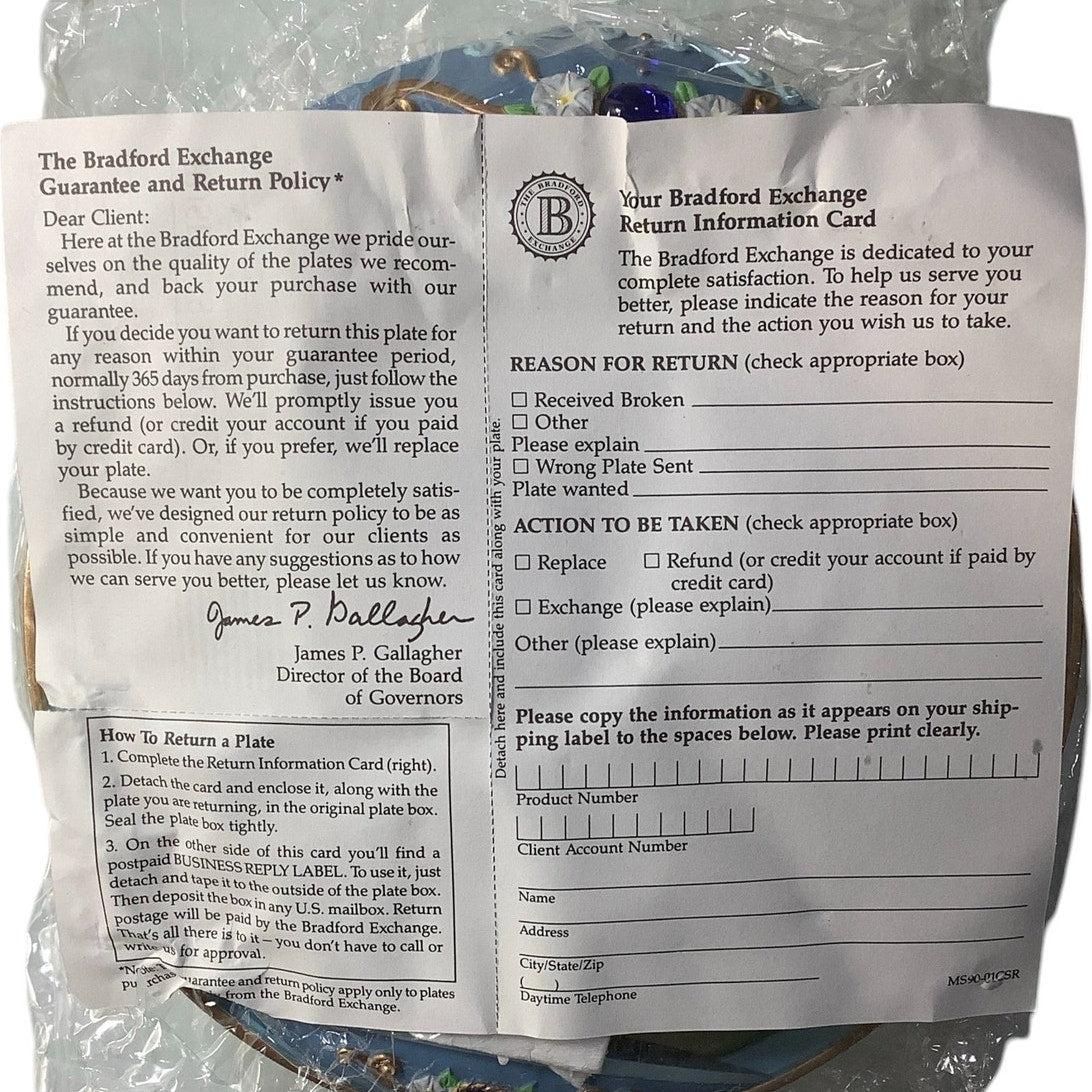 The Bradford Exchange
Guarantee and Return Policy*
Dear Client:
Here at the Bradford Exchange we pride our-
selves on the quality of the plates we recom-
mend, and back your purchase with our
guarantee.
If you decide you want to return this plate for
any reason within your guarantee period,
normally 365 days from purchase, just follow the
instructions below. We'll promptly issue you
a refund (or credit your account if you paid
by credit card). Or, if you prefer, we'll replace
your plate.
Because we want you to be completely satis-
fied, we've designed our return policy to be as
simple and convenient for our clients as
possible. If you have any suggestions as to how
we can serve you better, please let us know.
James P. Gallagher
James P. Gallagher
Director of the Board
of Governors
How To Return a Plate
1. Complete the Return Information Card (right).
2. Detach the card and enclose it, along with the
plate you are returning, in the original plate box.
Seal the plate box tightly.
3. On the other side of this card you'll find a
postpaid BUSINESS REPLY LABEL. To use it, just
detach and tape it to the outside of the plate box.
Then deposit the box in any U.S. mailbox. Return
postage will be paid by the Bradford Exchange.
That's all there is to it – you don't have to call or
write us for approval.
*Note: guarantee and return policy apply only to plates
from the Bradford Exchange.
Detach here and include this card along with your plate.
THE BRADFORD
B
EXCHANGE
Your Bradford Exchange
Return Information Card
The Bradford Exchange is dedicated to your
complete satisfaction. To help us serve you
better, please indicate the reason for your
return and the action you wish us to take.
REASON FOR RETURN (check appropriate box)
☐ Received Broken
☐ Other
Please explain
☐ Wrong Plate Sent
Plate wanted
ACTION TO BE TAKEN (check appropriate box)
☐ Replace ☐ Refund (or credit your account if paid by
credit card)
☐ Exchange (please explain)
Other (please explain)
Please copy the information as it appears on your ship-
ping label to the spaces below. Please print clearly.
Product Number
Client Account Number
Name
Address
City/State/Zip
( )
Daytime Telephone
MS90-01CSR